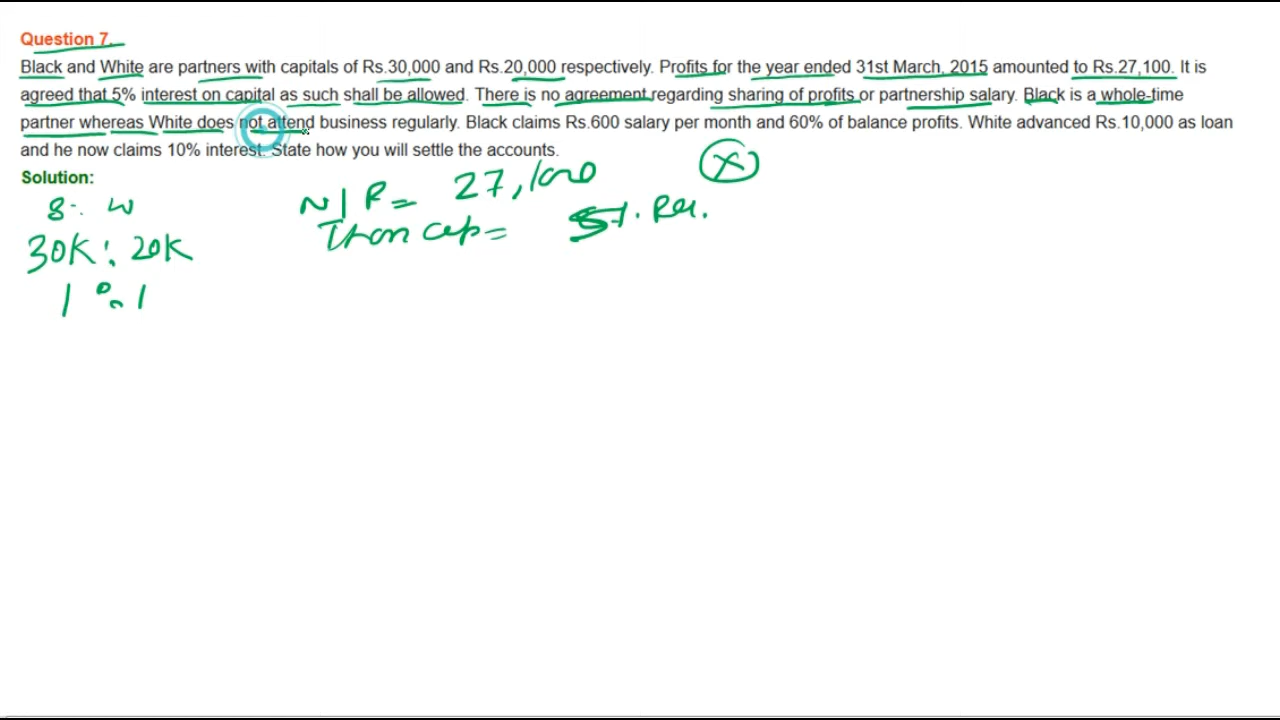 Question 7.
Black and White are partners with capitals of Rs.30,000 and Rs.20,000 respectively. Profits for the year ended 31st March, 2015 amounted to Rs.27,100. It is
agreed that 5% interest on capital as such shall be allowed. There is no agreement regarding sharing of profits or partnership salary. Black is a whole-time
partner whereas White does not attend business regularly. Black claims Rs.600 salary per month and 60% of balance profits. White advanced Rs.10,000 as loan
and he now claims 10% interest. State how you will settle the accounts.
Solution:
B : W
30K : 20K
1 : 1
N/P = 27,100
Int on cap =